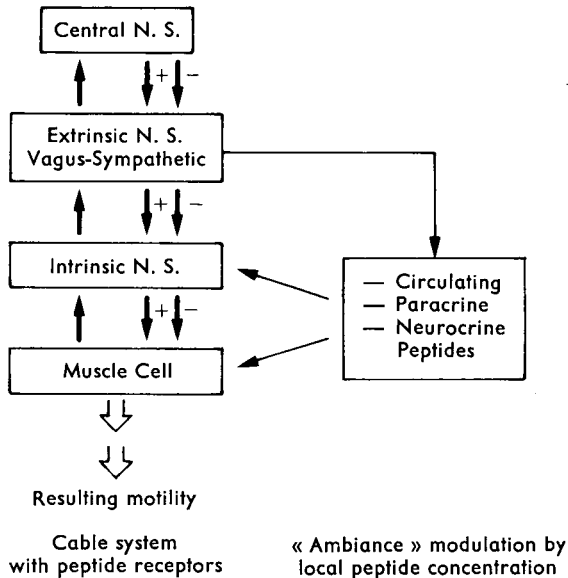 Central N. S.
+ −
Extrinsic N. S.
Vagus-Sympathetic
+ −
Intrinsic N. S.
— Circulating
— Paracrine
— Neurocrine
Peptides
+ −
Muscle Cell
Resulting motility
Cable system
with peptide receptors
« Ambiance » modulation by
local peptide concentration